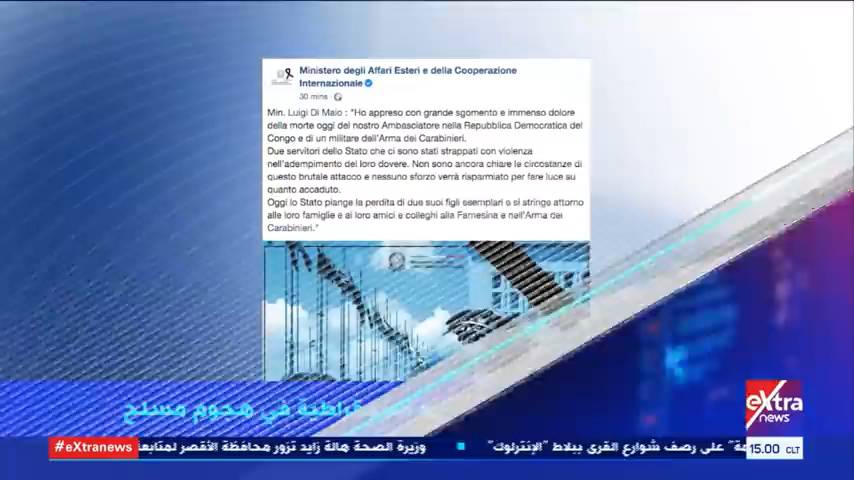 Ministero degli Affari Esteri e della Cooperazione
Internazionale
30 mins
Min. Luigi Di Maio : "Ho appreso con grande sgomento e immenso dolore
della morte oggi del nostro Ambasciatore nella Repubblica Democratica del
Congo e di un militare dell'Arma dei Carabinieri.
Due servitori dello Stato che ci sono stati strappati con violenza
nell'adempimento del loro dovere. Non sono ancora chiare le circostanze di
questo brutale attacco e nessuno sforzo verrà risparmiato per fare luce su
quanto accaduto.
Oggi lo Stato piange la perdita di due suoi figli esemplari e si stringe attorno
alle loro famiglie e ai loro amici e colleghi alla Farnesina e nell'Arma dei
Carabinieri."
في هجوم مسلح
eXtra
news
#eXtranews
وزيرة الصحة هالة زايد تزور محافظة الأقصر لمتابعة
على رصف شوارع القرى ببلاط "الإنترلوك"
15.00 CLT